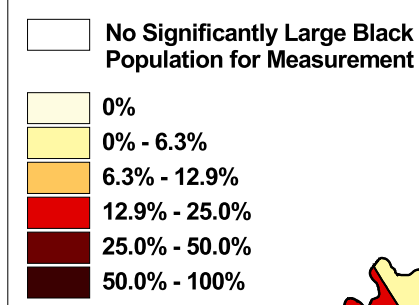 No Significantly Large Black
Population for Measurement
0%
0% - 6.3%
6.3% - 12.9%
12.9% - 25.0%
25.0% - 50.0%
50.0% - 100%